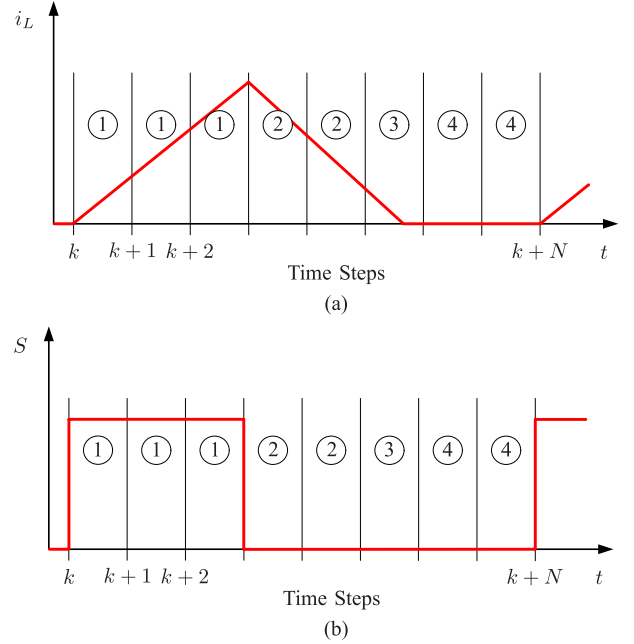 i_L
① ① ① ② ② ③ ④ ④
k k + 1 k + 2 k + N t
Time Steps
(a)
S
① ① ① ② ② ③ ④ ④
k k + 1 k + 2 k + N t
Time Steps
(b)